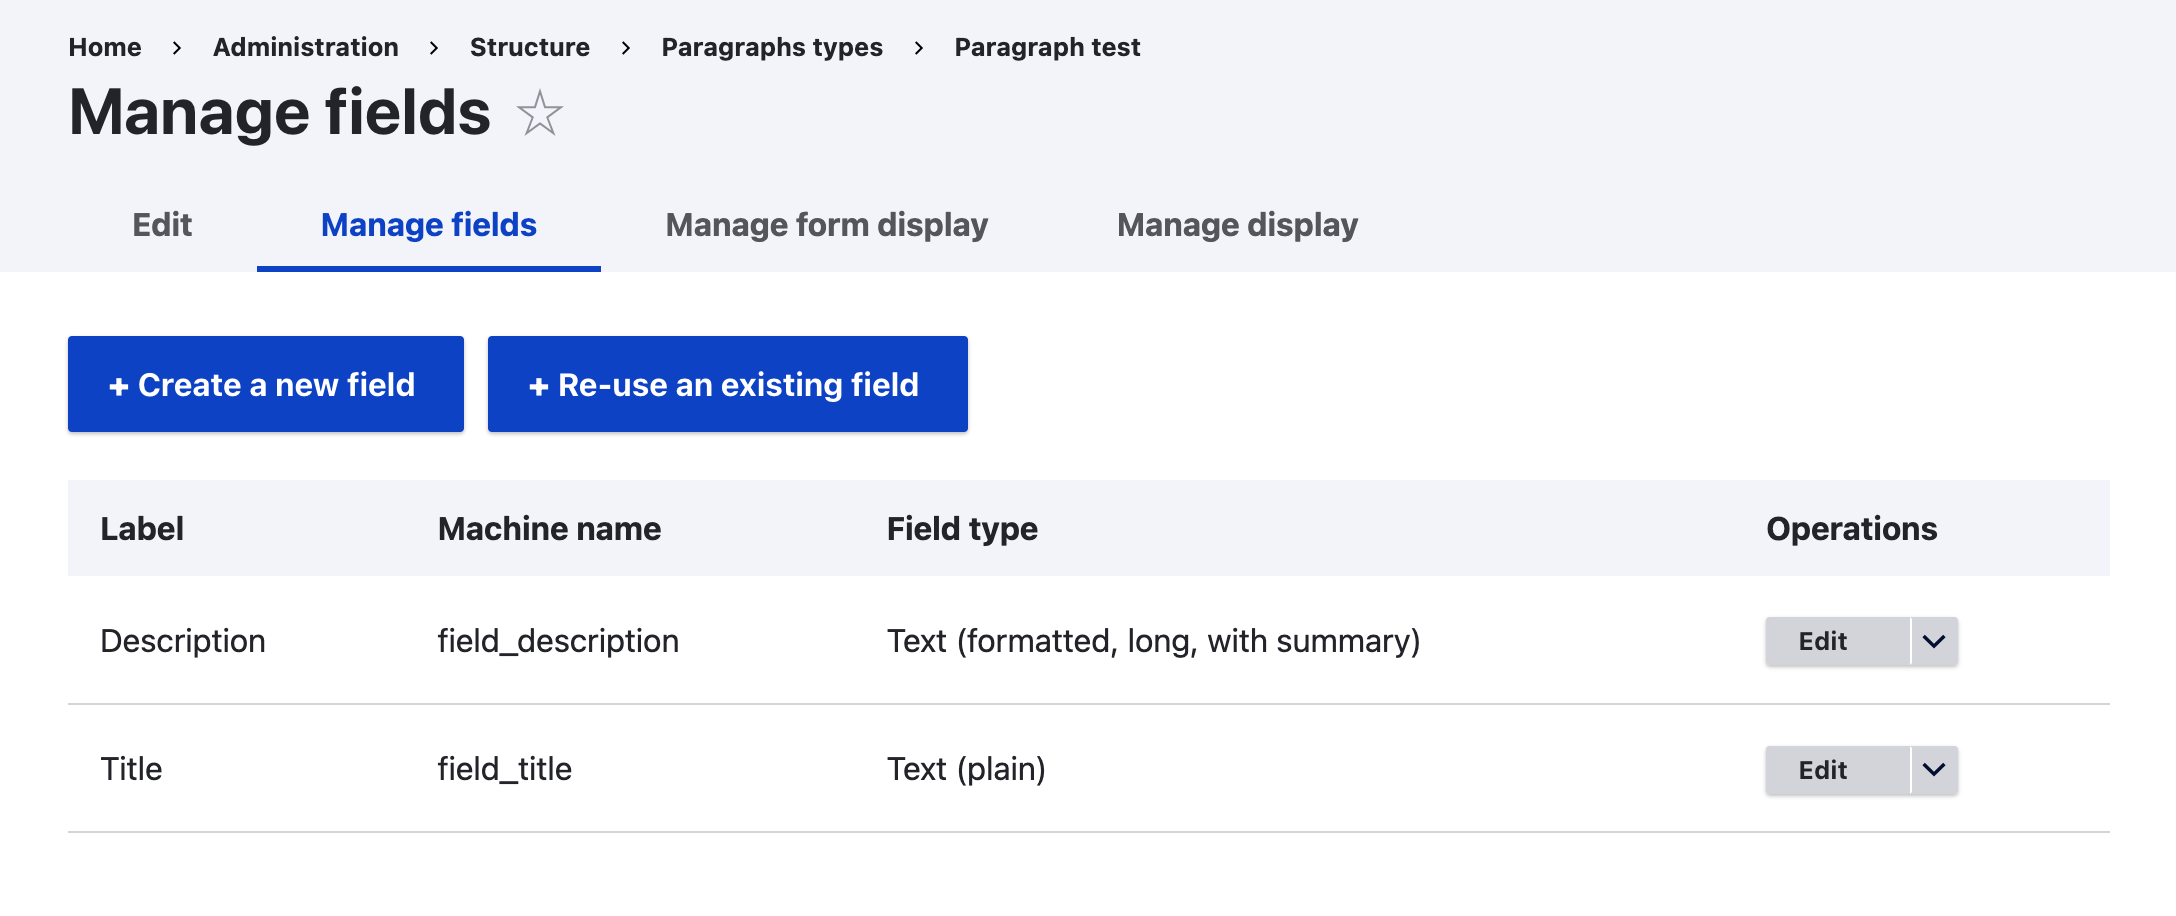 Home > Administration > Structure > Paragraphs types > Paragraph test
Manage fields
Edit Manage fields Manage form display Manage display
+ Create a new field + Re-use an existing field
Label Machine name Field type Operations
Description field_description Text (formatted, long, with summary) Edit
Title field_title Text (plain) Edit